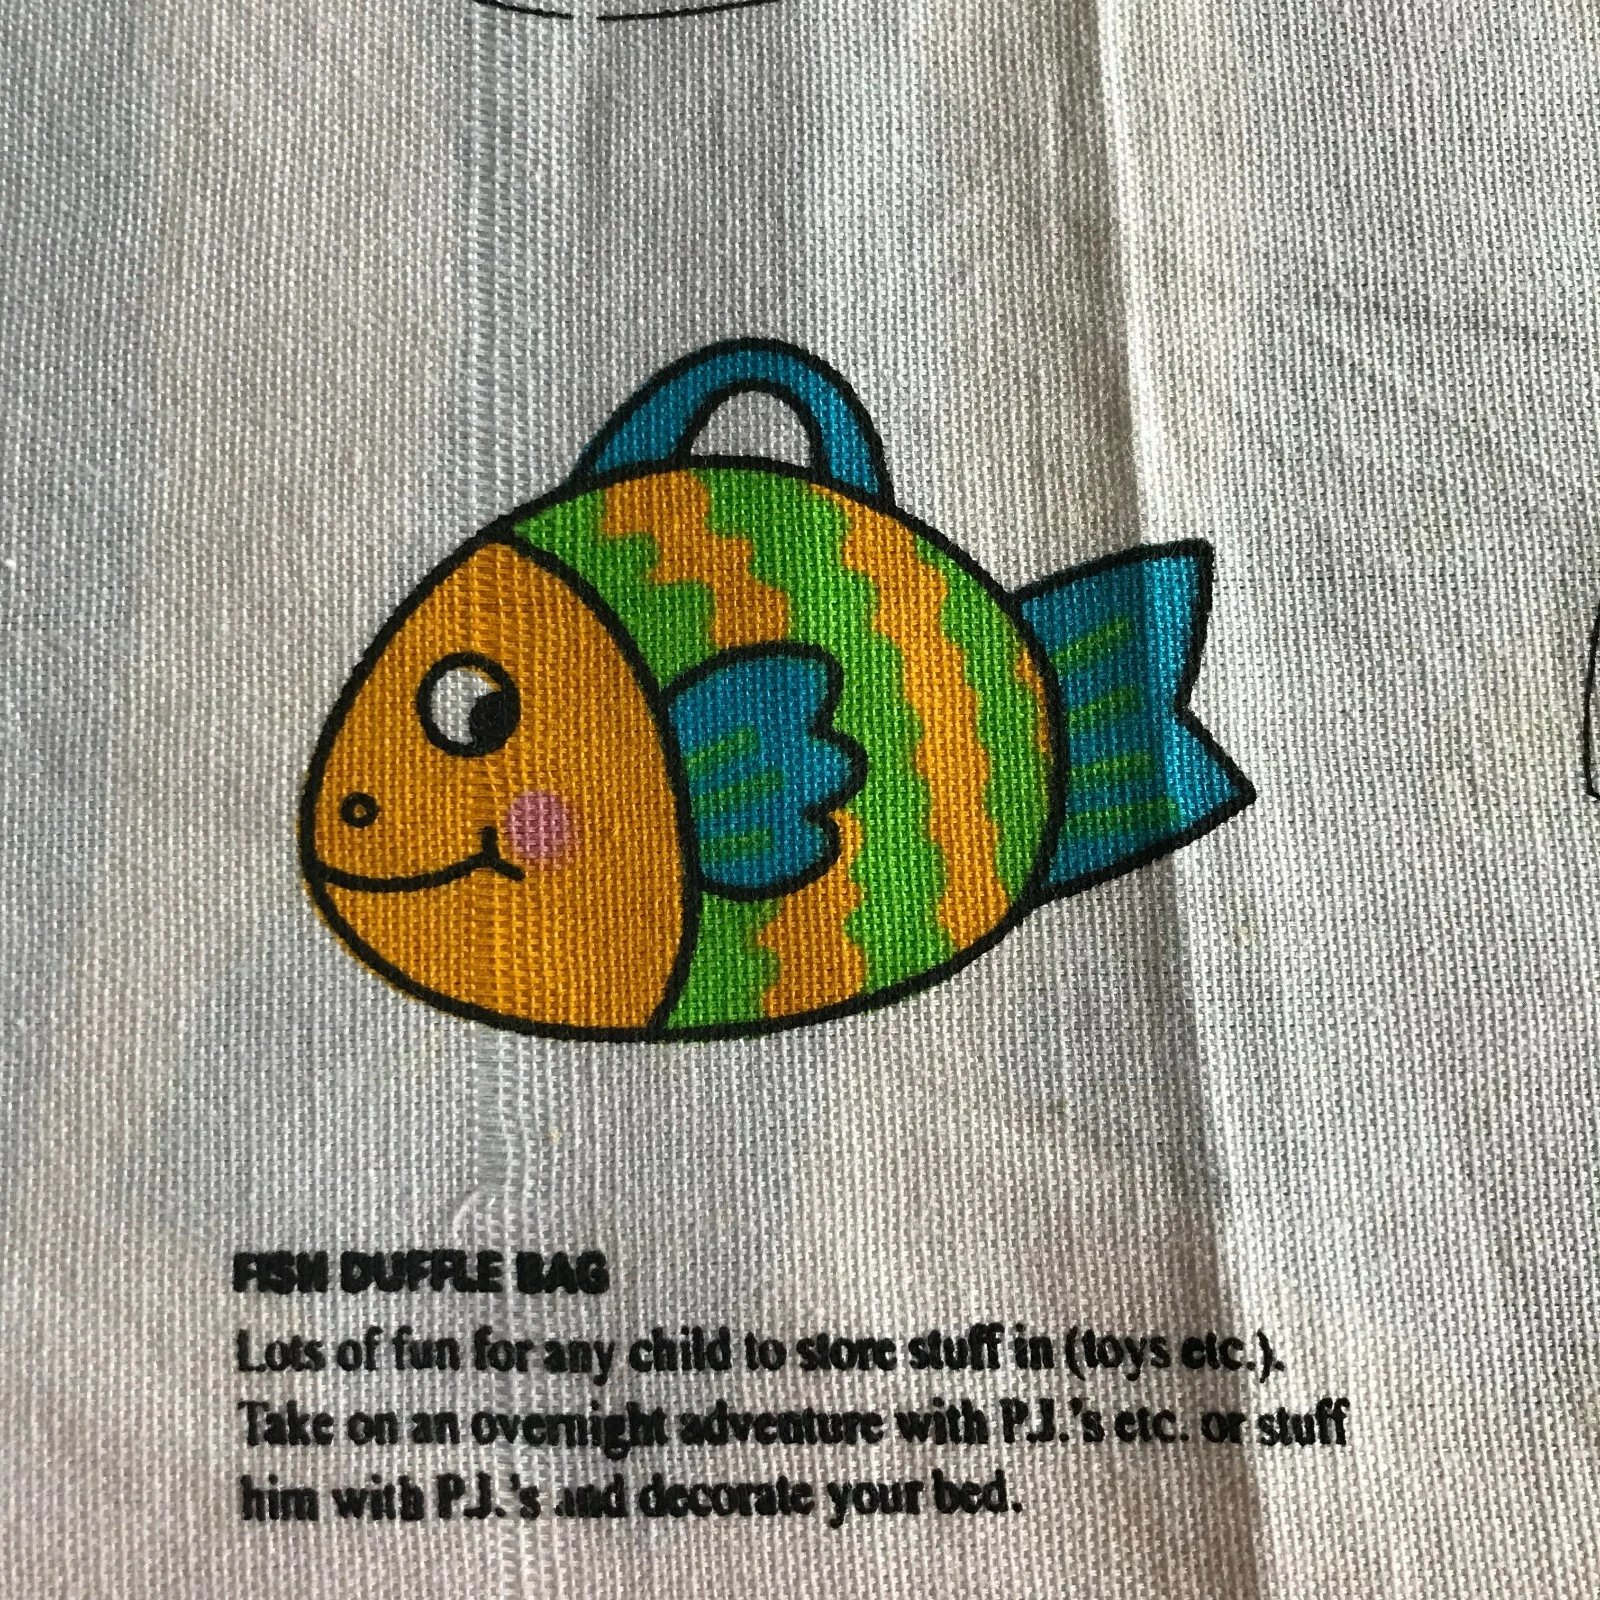 FISH DUFFLE BAG
Lots of fun for any child to store stuff in (toys etc.).
Take on an overnight adventure with P.J.'s etc. or stuff
him with P.J.'s and decorate your bed.